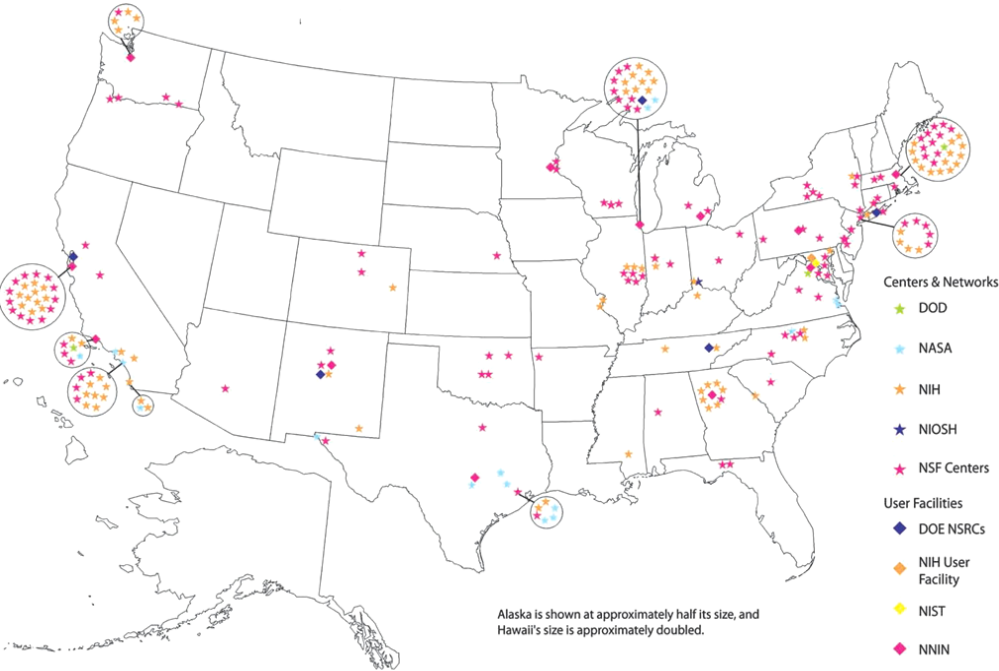 Centers & Networks
DOD
NASA
NIH
NIOSH
NSF Centers
User Facilities
DOE NSRCs
NIH User
Facility
NIST
NNIN
Alaska is shown at approximately half its size, and
Hawaii's size is approximately doubled.